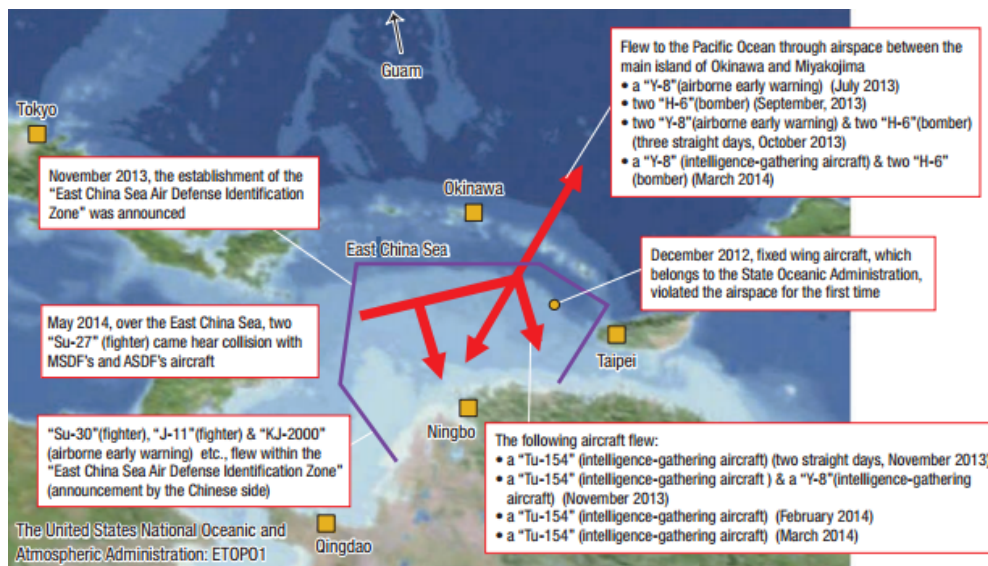 Guam
Tokyo
Flew to the Pacific Ocean through airspace between the
main island of Okinawa and Miyakojima
• a “Y-8”(airborne early warning) (July 2013)
• two “H-6”(bomber) (September, 2013)
• two “Y-8”(airborne early warning) & two “H-6”(bomber)
(three straight days, October 2013)
• a “Y-8” (intelligence-gathering aircraft) & two “H-6”
(bomber) (March 2014)
November 2013, the establishment of the
“East China Sea Air Defense Identification
Zone” was announced
Okinawa
East China Sea
December 2012, fixed wing aircraft, which
belongs to the State Oceanic Administration,
violated the airspace for the first time
May 2014, over the East China Sea, two
“Su-27” (fighter) came hear collision with
MSDF’s and ASDF’s aircraft
Taipei
“Su-30”(fighter), “J-11”(fighter) & “KJ-2000”
(airborne early warning) etc., flew within the
“East China Sea Air Defense Identification Zone”
(announcement by the Chinese side)
Ningbo
The following aircraft flew:
• a “Tu-154” (intelligence-gathering aircraft) (two straight days, November 2013)
• a “Tu-154” (intelligence-gathering aircraft ) & a “Y-8”(intelligence-gathering
aircraft) (November 2013)
• a “Tu-154” (intelligence-gathering aircraft) (February 2014)
• a “Tu-154” (intelligence-gathering aircraft) (March 2014)
The United States National Oceanic and
Atmospheric Administration: ETOPO1
Qingdao